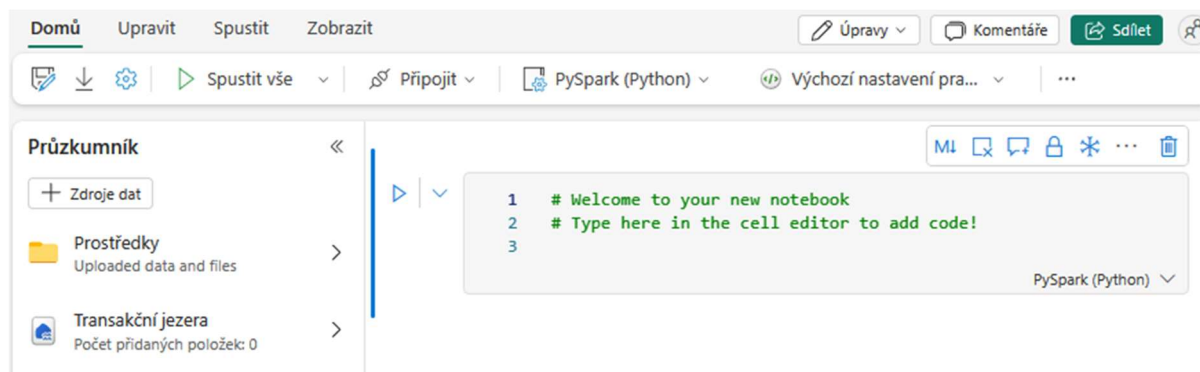 Domů Upravit Spustit Zobrazit Úpravy Komentáře Sdílet
Spustit vše Připojit PySpark (Python) Výchozí nastavení pra... ...
Průzkumník
Zdroje dat
Prostředky
Uploaded data and files
Transakční jezera
Počet přidaných položek: 0
M↓ ...
1 # Welcome to your new notebook
2 # Type here in the cell editor to add code!
3
PySpark (Python)